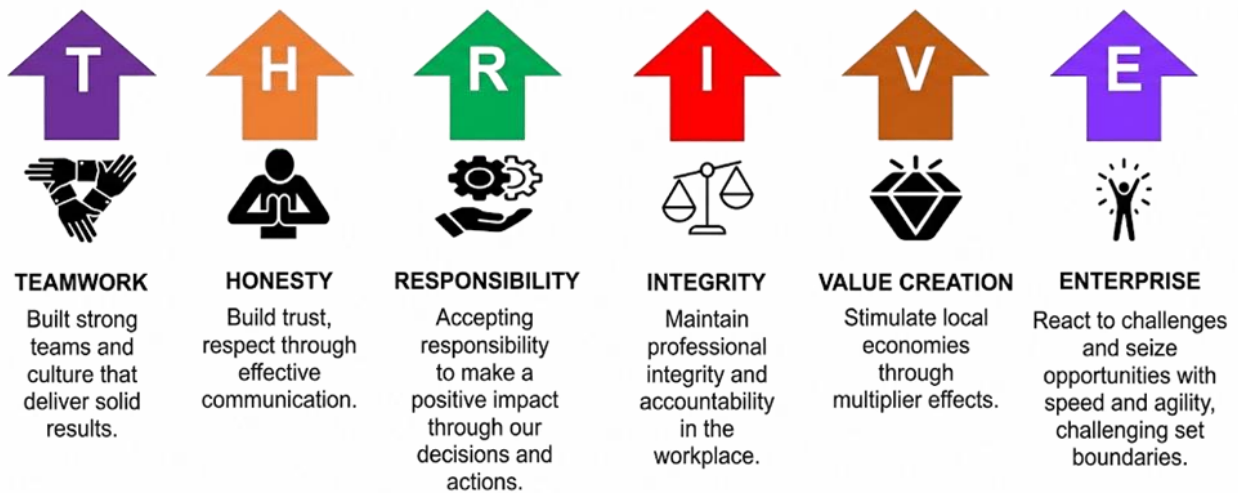 T
H
R
I
V
E
TEAMWORK
Built strong
teams and
culture that
deliver solid
results.
HONESTY
Build trust,
respect through
effective
communication.
RESPONSIBILITY
Accepting
responsibility
to make a
positive impact
through our
decisions and
actions.
INTEGRITY
Maintain
professional
integrity and
accountability
in the
workplace.
VALUE CREATION
Stimulate local
economies
through
multiplier effects.
ENTERPRISE
React to challenges
and seize
opportunities with
speed and agility,
challenging set
boundaries.